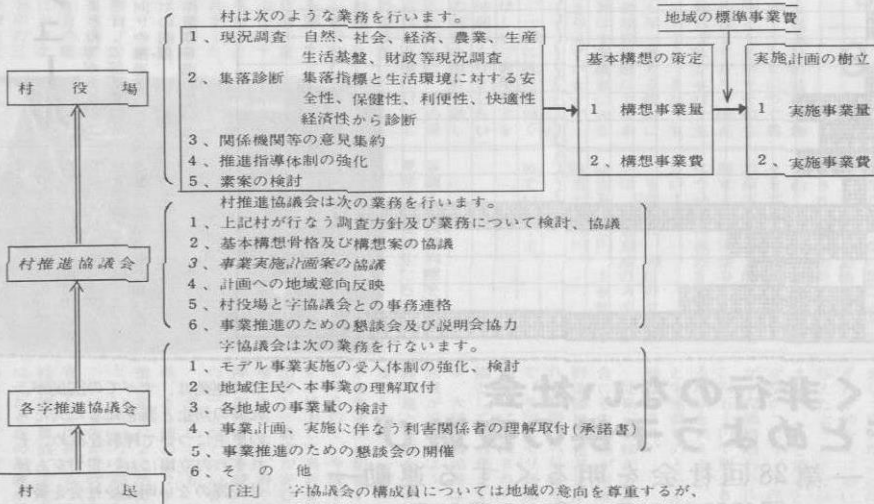 村は次のような業務を行います。
地域の標準事業費
1、現況調査 自然、社会、経済、農業、生産
生活基盤、財政等現況調査
2、集落診断 集落指標と生活環境に対する安
全性、保健性、利便性、快適性
経済性から診断
3、関係機関等の意見集約
4、推進指導体制の強化
5、素案の検討
基本構想の策定
1 構想事業量
2、構想事業費
実施計画の樹立
1 実施事業量
2、実施事業費
村役場
村推進協議会は次の業務を行います。
1、上記村が行なう調査方針及び業務について検討、協議
2、基本構想骨格及び構想案の協議
3、事業実施計画案の協議
4、計画への地域意向反映
5、村役場と字協議会との事務連格
6、事業推進のための懇談会及び説明会協力
村推進協議会
字協議会は次の業務を行ないます。
1、モデル事業実施の受入体制の強化、検討
2、地域住民へ本事業の理解取付
3、各地域の事業量の検討
4、事業計画、実施に伴なう利害関係者の理解取付(承諾書)
5、事業推進のための懇談会の開催
6、その他
各字推進協議会
村民
「注」 字協議会の構成員については地域の意向を尊重するが、